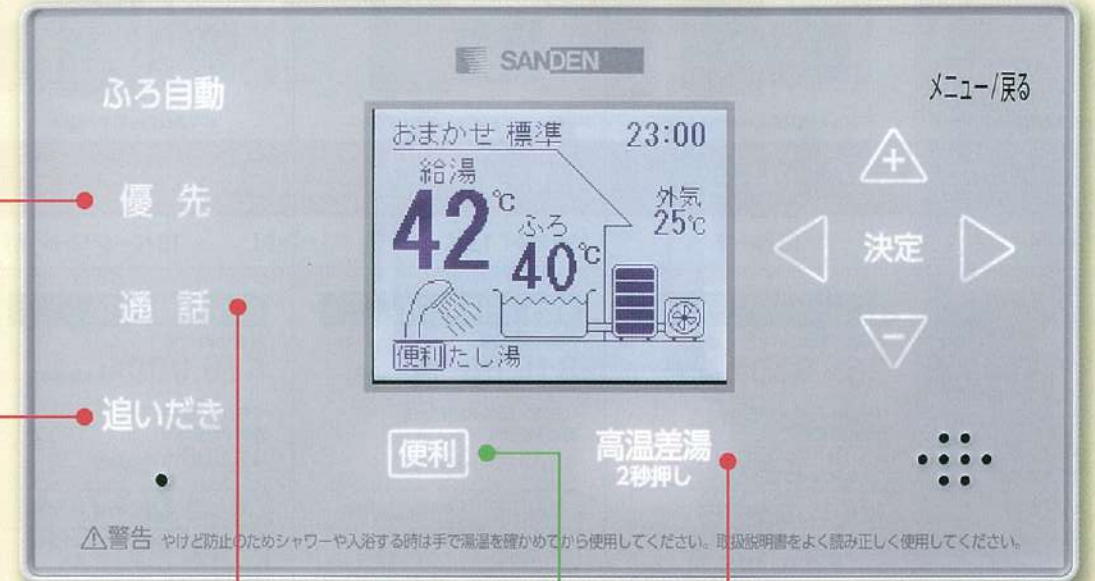 SANDEN
ふろ自動
メニュー/戻る
おまかせ 標準 23:00
給湯
42℃
外気
25℃
ふろ
40℃
優先
決定
通話
便利 たし湯
追いだき
便利
高温差湯
2秒押し
⚠警告 やけど防止のためシャワーや入浴する時は手で湯温を確かめてから使用してください。取扱説明書をよく読み正しく使用してください。